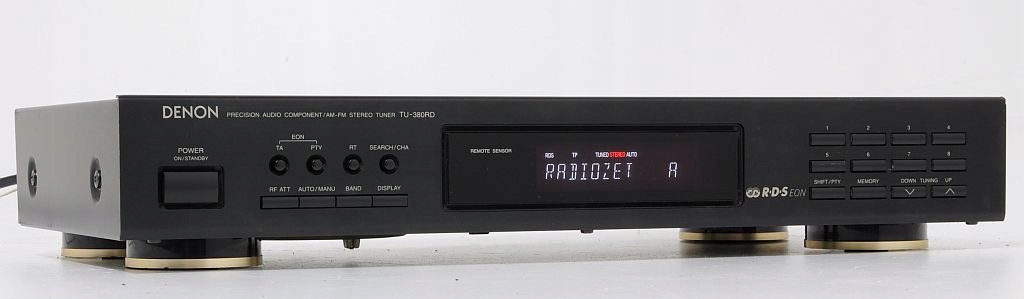 DENON PRECISION AUDIO COMPONENT/AM-FM STEREO TUNER TU-380RD
POWER
ON/STANDBY
EON
TA PTY RT SEARCH/CHA
RF ATT AUTO/MANU BAND DISPLAY
REMOTE SENSOR
RDS TP TUNED STEREO AUTO
RADIOZET A
R·D·S EON
1 2 3 4
5 6 7 8
SHIFT/PTY MEMORY DOWN TUNING UP